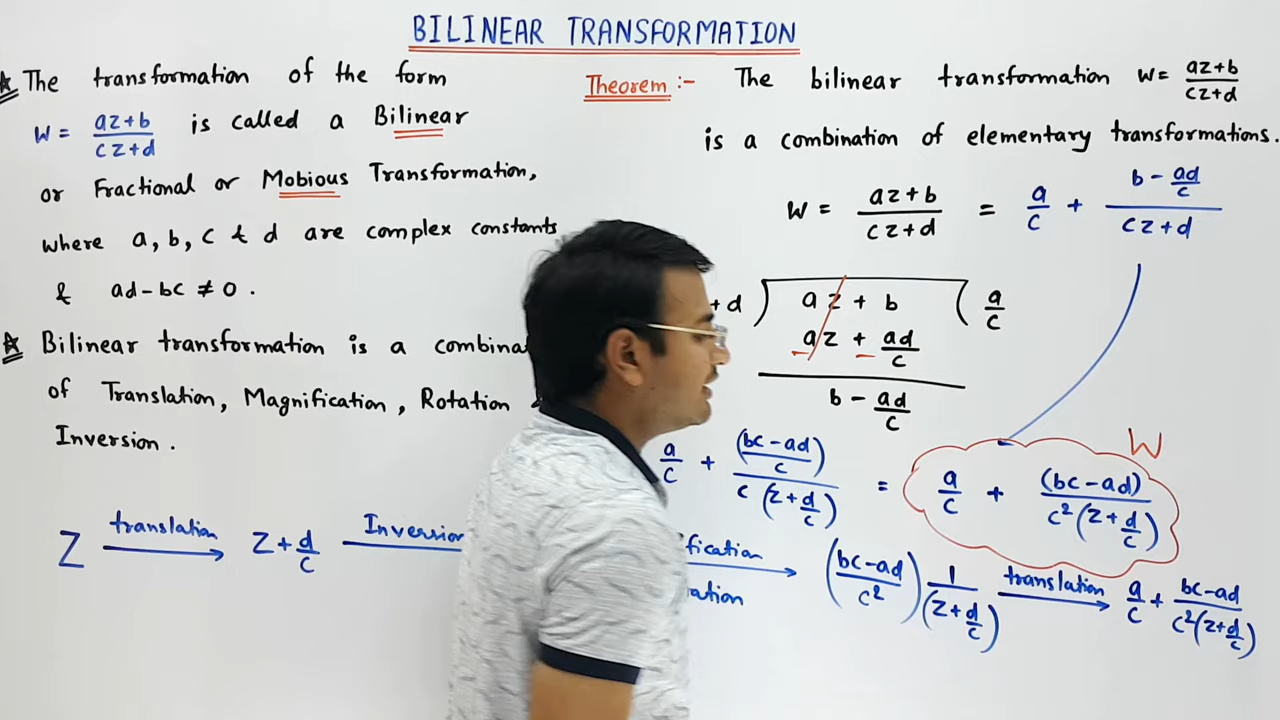 BILINEAR TRANSFORMATION
★ The transformation of the form
W = az+b / cz+d is called a Bilinear
or Fractional or Mobious Transformation,
where a, b, c & d are complex constants
& ad-bc ≠ 0.
★ Bilinear transformation is a
of Translation, Magnification, Rotation
Inversion.
Theorem:- The bilinear transformation W = az+b / cz+d
is a combination of elementary transformations.
W = az+b / cz+d = a/c + (b - ad/c) / (cz+d)
+ d ) az + b ( a/c
az + ad/c
b - ad/c
a/c + ((bc-ad)/c) / (c(z+d/c)) = a/c + (bc-ad) / (c²(z+d/c))
W
Z translation → Z + d/c Inversion → ((bc-ad)/c²) 1/(z+d/c) translation → a/c + (bc-ad) / (c²(z+d/c))